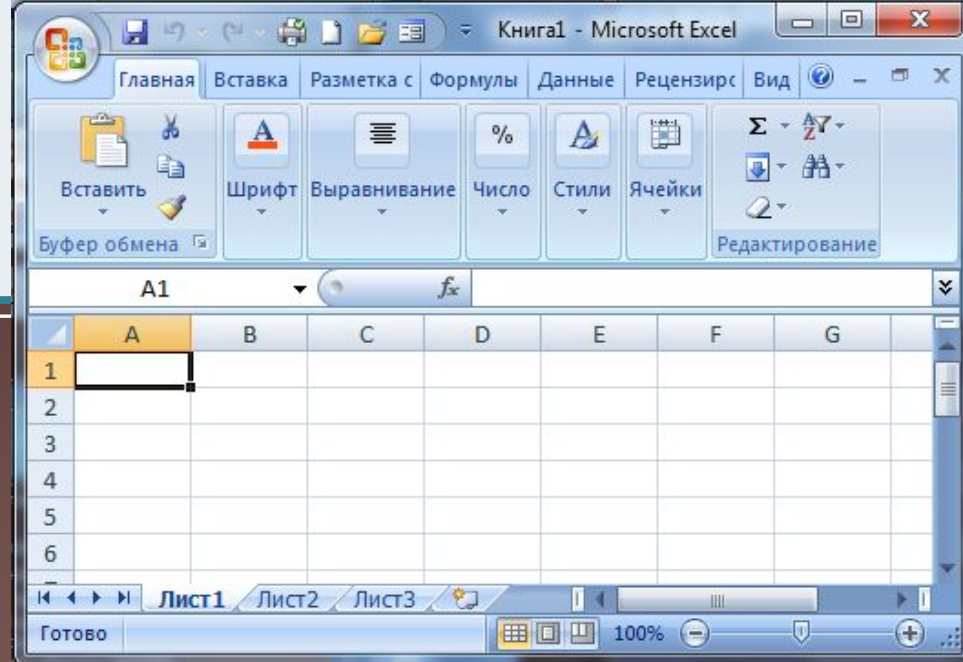 Книга1 - Microsoft Excel
Главная Вставка Разметка с Формулы Данные Рецензирс Вид
Σ A Z
Вставить Шрифт Выравнивание Число Стили Ячейки
Буфер обмена Редактирование
A1 fx
A B C D E F G
1
2
3
4
5
6
Лист1 Лист2 Лист3
Готово 100%